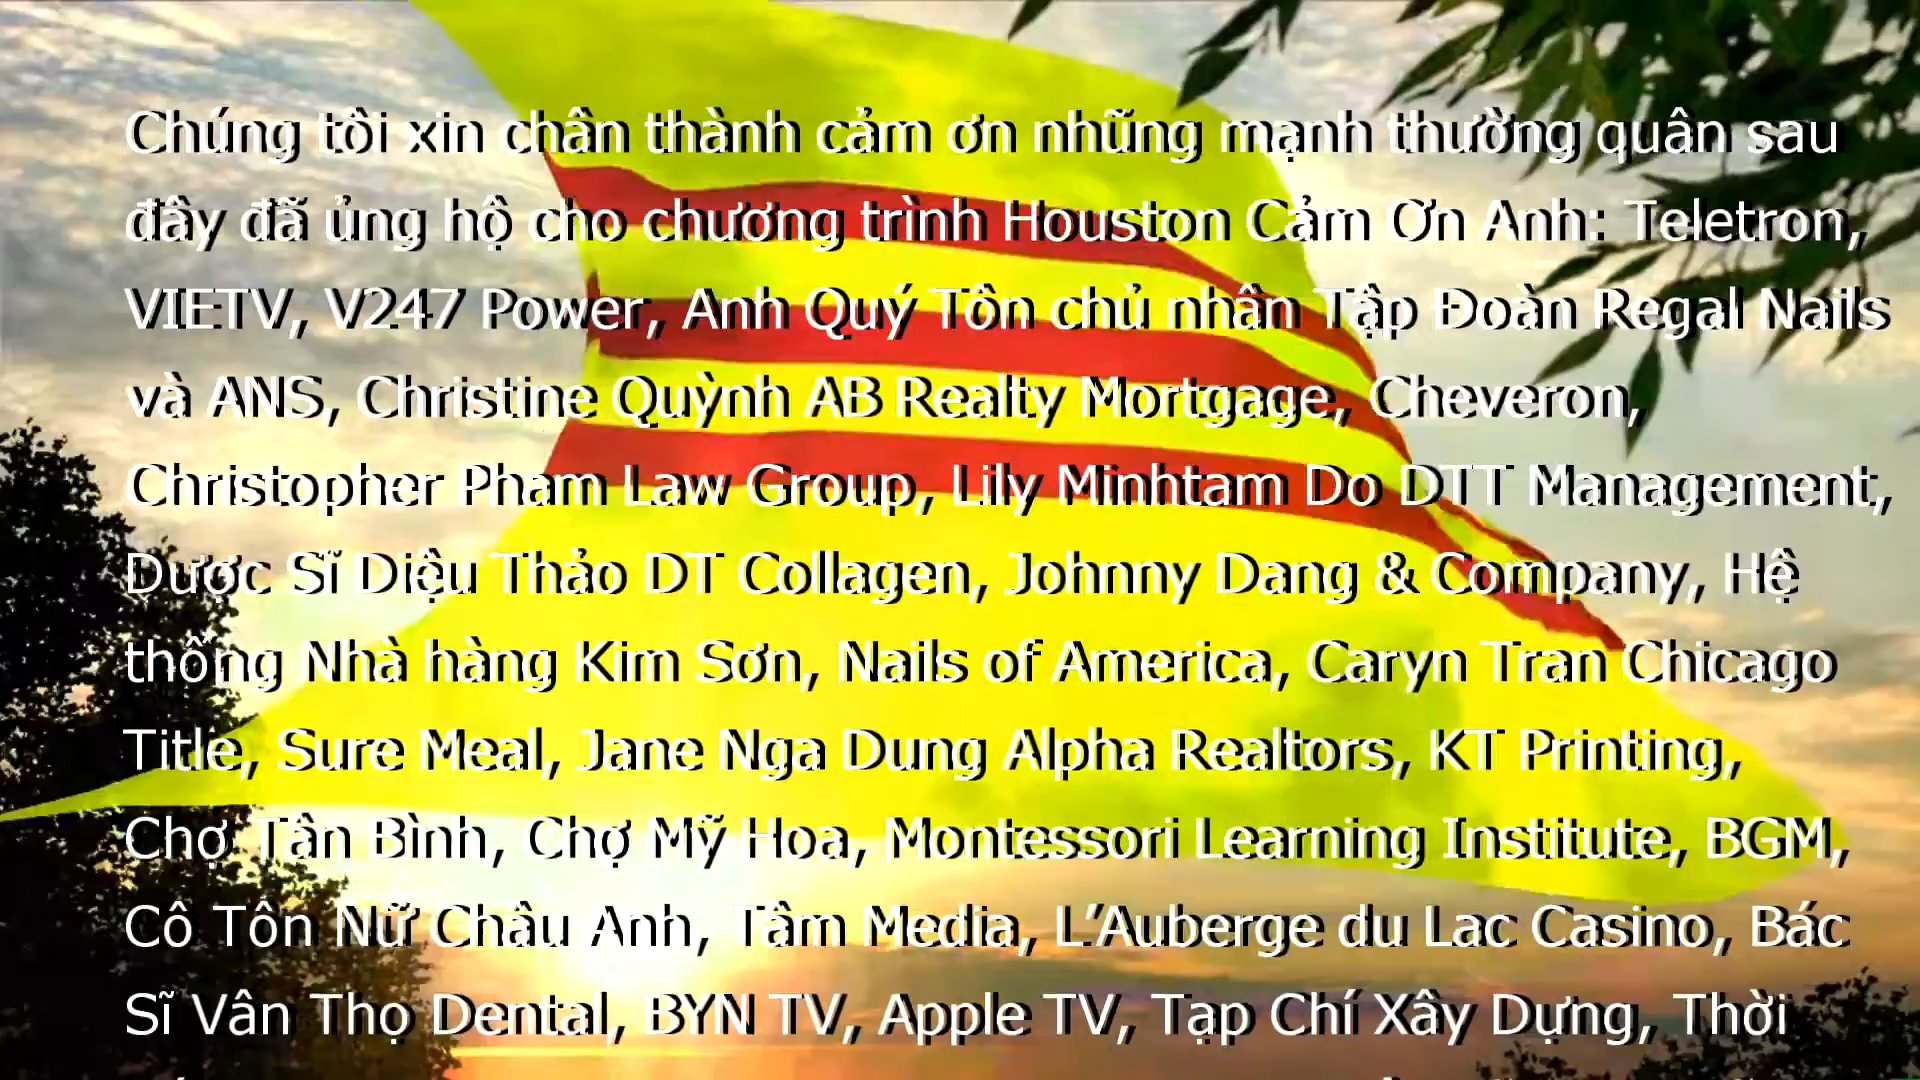 Chúng tôi xin chân thành cảm ơn những mạnh thường quân sau
đây đã ủng hộ cho chương trình Houston Cảm Ơn Anh: Teletron,
VIETV, V247 Power, Anh Quý Tôn chủ nhân Tập Đoàn Regal Nails
và ANS, Christine Quỳnh AB Realty Mortgage, Cheveron,
Christopher Pham Law Group, Lily Minhtam Do DTT Management,
Dược Sĩ Diệu Thảo DT Collagen, Johnny Dang & Company, Hệ
thống Nhà hàng Kim Sơn, Nails of America, Caryn Tran Chicago
Title, Sure Meal, Jane Nga Dung Alpha Realtors, KT Printing,
Chợ Tân Bình, Chợ Mỹ Hoa, Montessori Learning Institute, BGM,
Cô Tôn Nữ Châu Anh, Tâm Media, L’Auberge du Lac Casino, Bác
Sĩ Vân Thọ Dental, BYN TV, Apple TV, Tạp Chí Xây Dựng, Thời